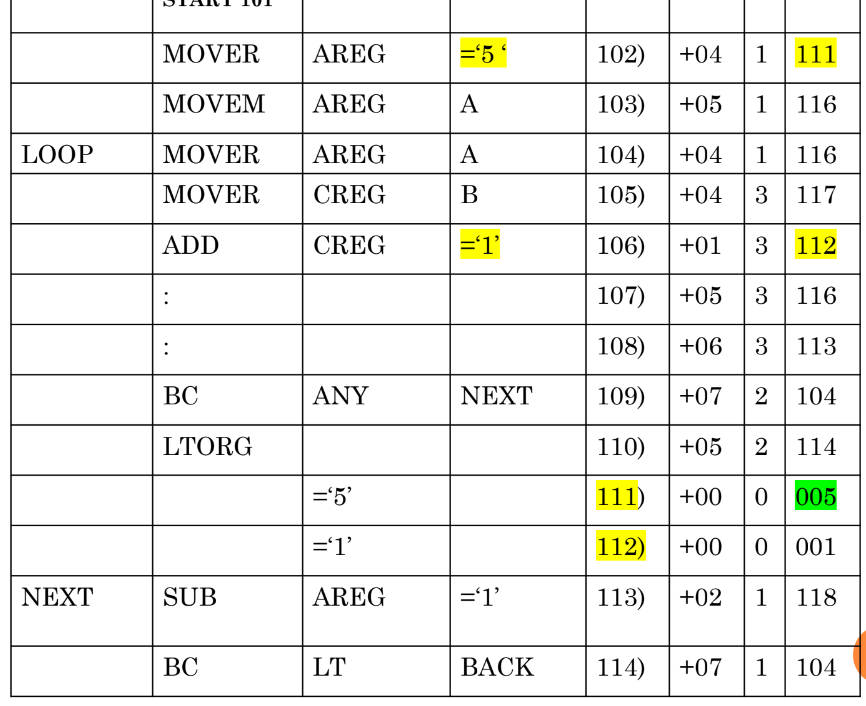 START 101
MOVER AREG =‘5 ‘ 102) +04 1 111
MOVEM AREG A 103) +05 1 116
LOOP MOVER AREG A 104) +04 1 116
MOVER CREG B 105) +04 3 117
ADD CREG =‘1’ 106) +01 3 112
: 107) +05 3 116
: 108) +06 3 113
BC ANY NEXT 109) +07 2 104
LTORG 110) +05 2 114
=‘5’ 111) +00 0 005
=‘1’ 112) +00 0 001
NEXT SUB AREG =‘1’ 113) +02 1 118
BC LT BACK 114) +07 1 104